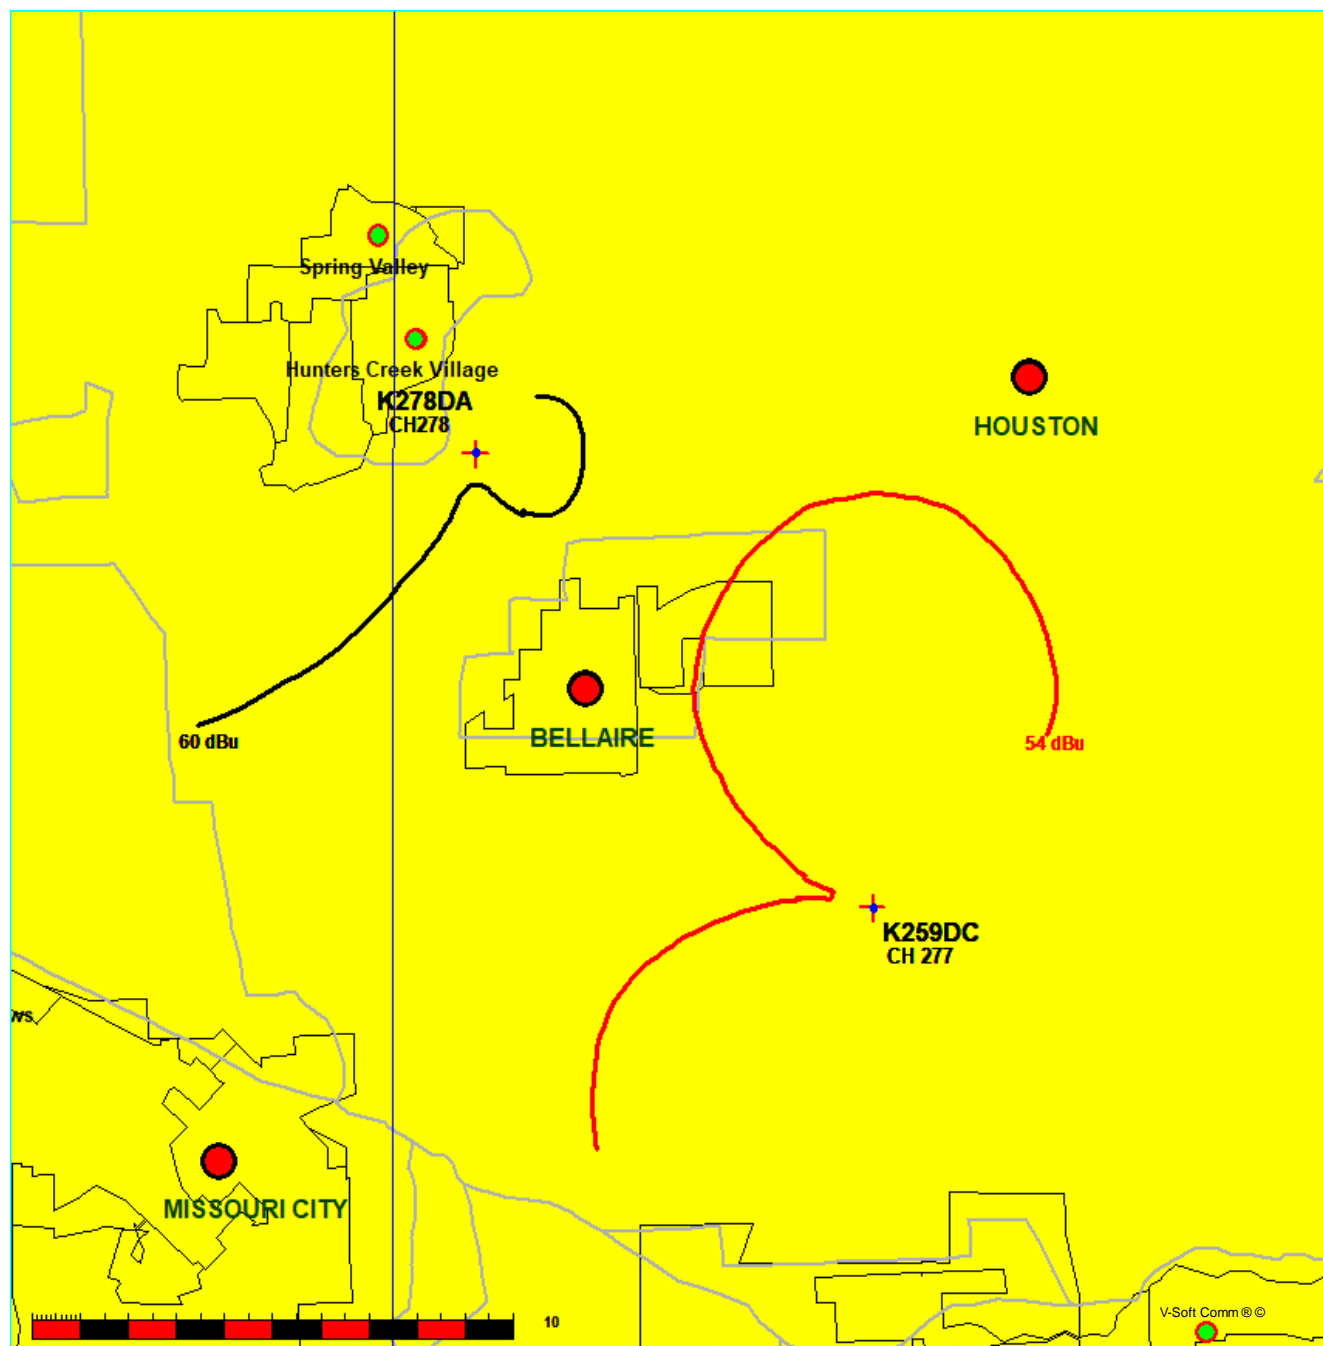 Spring Valley
Hunters Creek Village
K278DA
CH278
HOUSTON
60 dBu
BELLAIRE
54 dBu
K259DC
CH 277
ws
MISSOURI CITY
10
V-Soft Comm ® ©